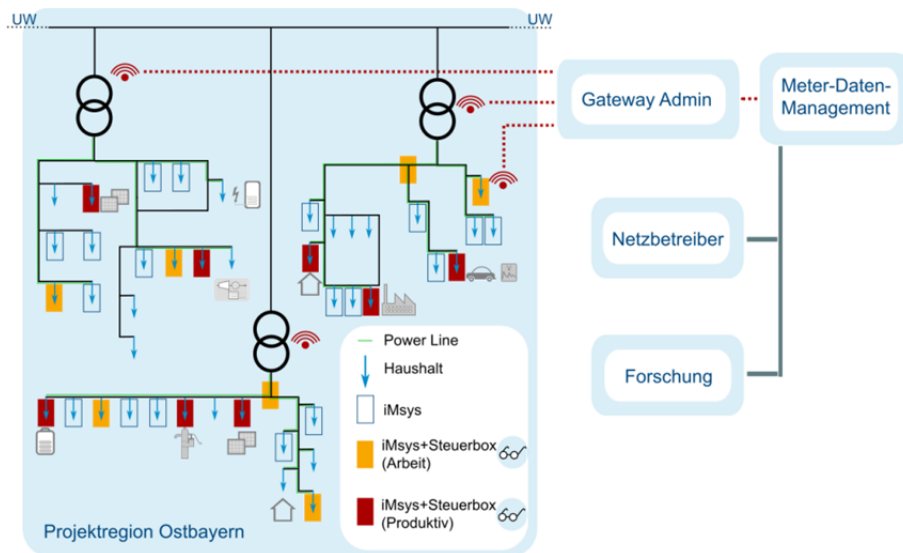 UW
UW
Gateway Admin
Meter-Daten-
Management
Netzbetreiber
Forschung
Power Line
Haushalt
iMsys
iMsys+Steuerbox
(Arbeit)
iMsys+Steuerbox
(Produktiv)
Projektregion Ostbayern